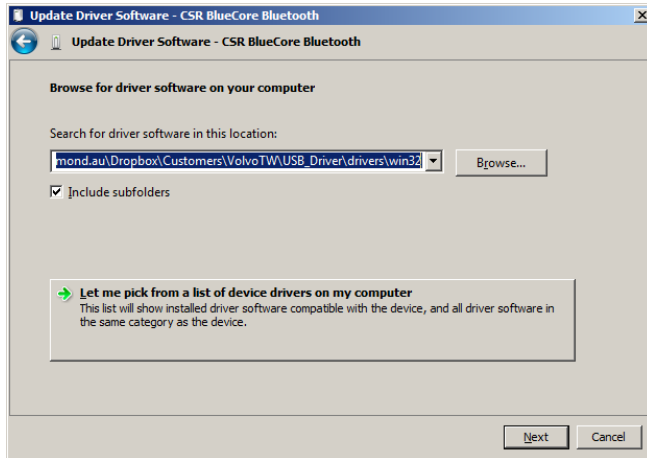 Update Driver Software - CSR BlueCore Bluetooth
Update Driver Software - CSR BlueCore Bluetooth
Browse for driver software on your computer
Search for driver software in this location:
mond.au\Dropbox\Customers\VolvoTW\USB_Driver\drivers\win32
Browse...
Include subfolders
Let me pick from a list of device drivers on my computer
This list will show installed driver software compatible with the device, and all driver software in
the same category as the device.
Next
Cancel